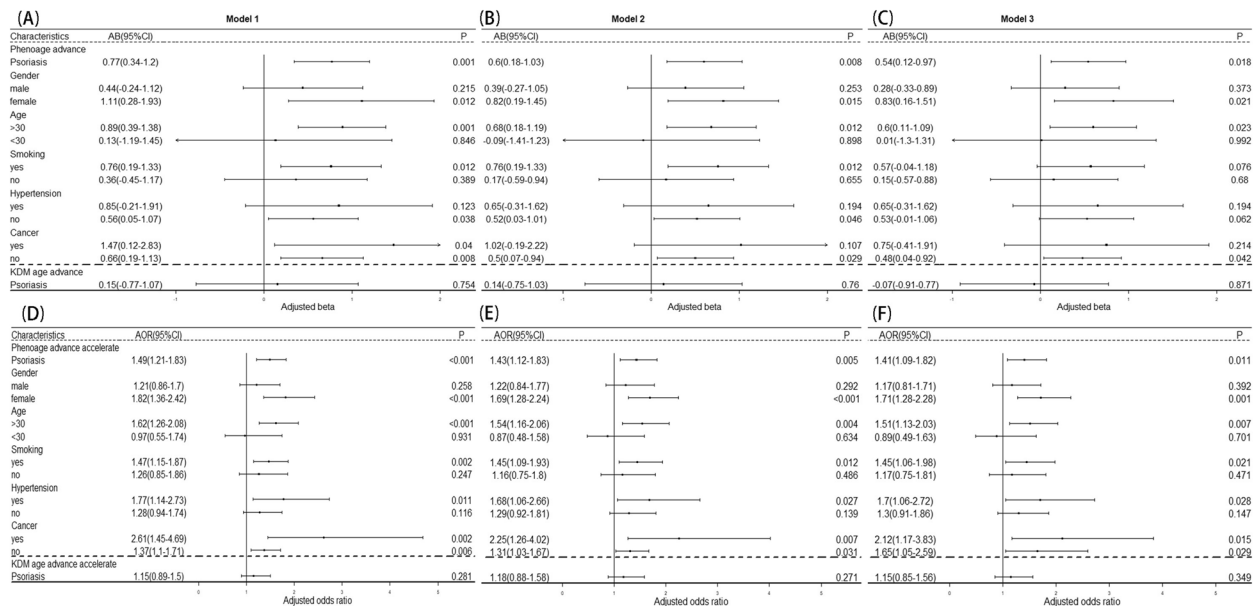 (A) Model 1
Characteristics AB(95%CI) P
Phenoage advance
Psoriasis 0.77(0.34-1.2) 0.001
Gender
male 0.44(-0.24-1.12) 0.215
female 1.11(0.28-1.93) 0.012
Age
>30 0.89(0.39-1.38) 0.001
<30 0.13(-1.19-1.45) 0.846
Smoking
yes 0.76(0.19-1.33) 0.012
no 0.36(-0.45-1.17) 0.389
Hypertension
yes 0.85(-0.21-1.91) 0.123
no 0.56(0.05-1.07) 0.038
Cancer
yes 1.47(0.12-2.83) 0.04
no 0.66(0.19-1.13) 0.008
KDM age advance
Psoriasis 0.15(-0.77-1.07) 0.754
-1 0 1 2
Adjusted beta
(B) Model 2
AB(95%CI) P
0.6(0.18-1.03) 0.008
0.39(-0.27-1.05) 0.253
0.82(0.19-1.45) 0.015
0.68(0.18-1.19) 0.012
-0.09(-1.41-1.23) 0.898
0.76(0.19-1.33) 0.012
0.17(-0.59-0.94) 0.655
0.65(-0.31-1.62) 0.194
0.52(0.03-1.01) 0.046
1.02(-0.19-2.22) 0.107
0.5(0.07-0.94) 0.029
0.14(-0.75-1.03) 0.76
-1 0 1 2
Adjusted beta
(C) Model 3
AB(95%CI) P
0.54(0.12-0.97) 0.018
0.28(-0.33-0.89) 0.373
0.83(0.16-1.51) 0.021
0.6(0.11-1.09) 0.023
0.01(-1.3-1.31) 0.992
0.57(-0.04-1.18) 0.076
0.15(-0.57-0.88) 0.68
0.65(-0.31-1.62) 0.194
0.53(-0.01-1.06) 0.062
0.75(-0.41-1.91) 0.214
0.48(0.04-0.92) 0.042
-0.07(-0.91-0.77) 0.871
-1 0 1 2
Adjusted beta
(D)
Characteristics AOR(95%CI) P
Phenoage advance accelerate
Psoriasis 1.49(1.21-1.83) <0.001
Gender
male 1.21(0.86-1.7) 0.258
female 1.82(1.36-2.42) <0.001
Age
>30 1.62(1.26-2.08) <0.001
<30 0.97(0.55-1.74) 0.931
Smoking
yes 1.47(1.15-1.87) 0.002
no 1.26(0.85-1.86) 0.247
Hypertension
yes 1.77(1.14-2.73) 0.011
no 1.28(0.94-1.74) 0.116
Cancer
yes 2.61(1.45-4.69) 0.002
no 1.37(1.1-1.71) 0.006
KDM age advance accelerate
Psoriasis 1.15(0.89-1.5) 0.281
0 1 2 3 4 5
Adjusted odds ratio
(E)
AOR(95%CI) P
1.43(1.12-1.83) 0.005
1.22(0.84-1.77) 0.292
1.69(1.28-2.24) <0.001
1.54(1.16-2.06) 0.004
0.87(0.48-1.58) 0.634
1.45(1.09-1.93) 0.012
1.16(0.75-1.8) 0.486
1.68(1.06-2.66) 0.027
1.29(0.92-1.81) 0.139
2.25(1.26-4.02) 0.007
1.31(1.03-1.67) 0.031
1.18(0.88-1.58) 0.271
0 1 2 3 4 5
Adjusted odds ratio
(F)
AOR(95%CI) P
1.41(1.09-1.82) 0.011
1.17(0.81-1.71) 0.392
1.71(1.28-2.28) 0.001
1.51(1.13-2.03) 0.007
0.89(0.49-1.63) 0.701
1.45(1.06-1.98) 0.021
1.17(0.75-1.81) 0.471
1.7(1.06-2.72) 0.028
1.3(0.91-1.86) 0.147
2.12(1.17-3.83) 0.015
1.65(1.05-2.59) 0.029
1.15(0.85-1.56) 0.349
0 1 2 3 4 5
Adjusted odds ratio